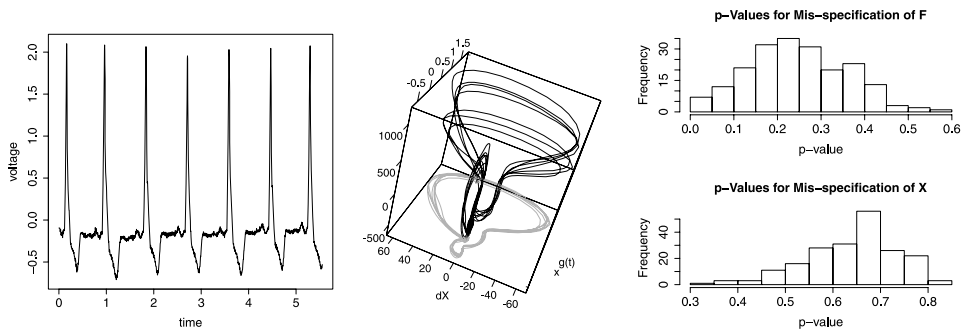 2.0
1.5
1.0
0.5
0.0
−0.5
voltage
0 1 2 3 4 5
time
1.5
1
0.5
0
−0.5
1000
500
0
−500
60
40
20
0
−20
−40
−60
dX
g(t)
x
p−Values for Mis−specification of F
Frequency
0 15 30
0.0 0.1 0.2 0.3 0.4 0.5 0.6
p−value
p−Values for Mis−specification of X
Frequency
0 20 40
0.3 0.4 0.5 0.6 0.7 0.8
p−value